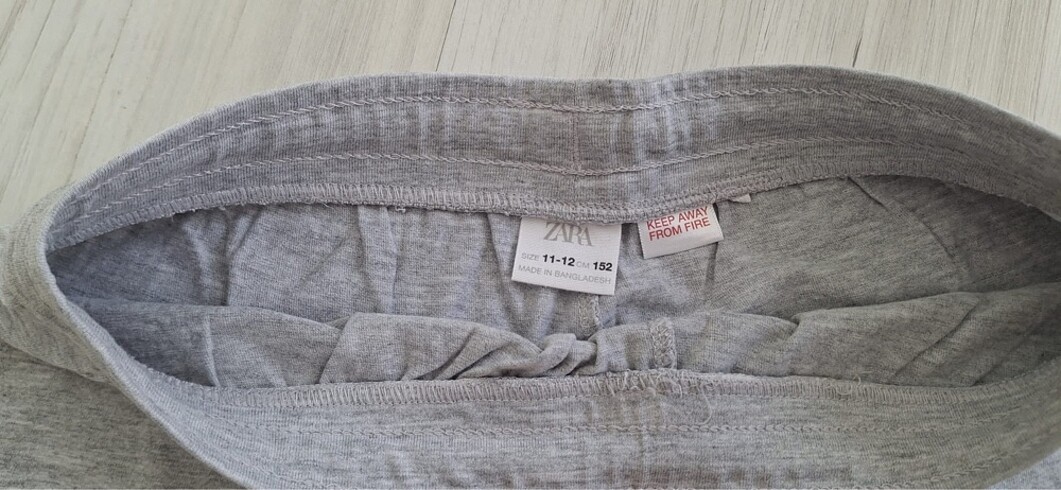 ZARA
SIZE 11-12 CM 152
MADE IN BANGLADESH
KEEP AWAY
FROM FIRE